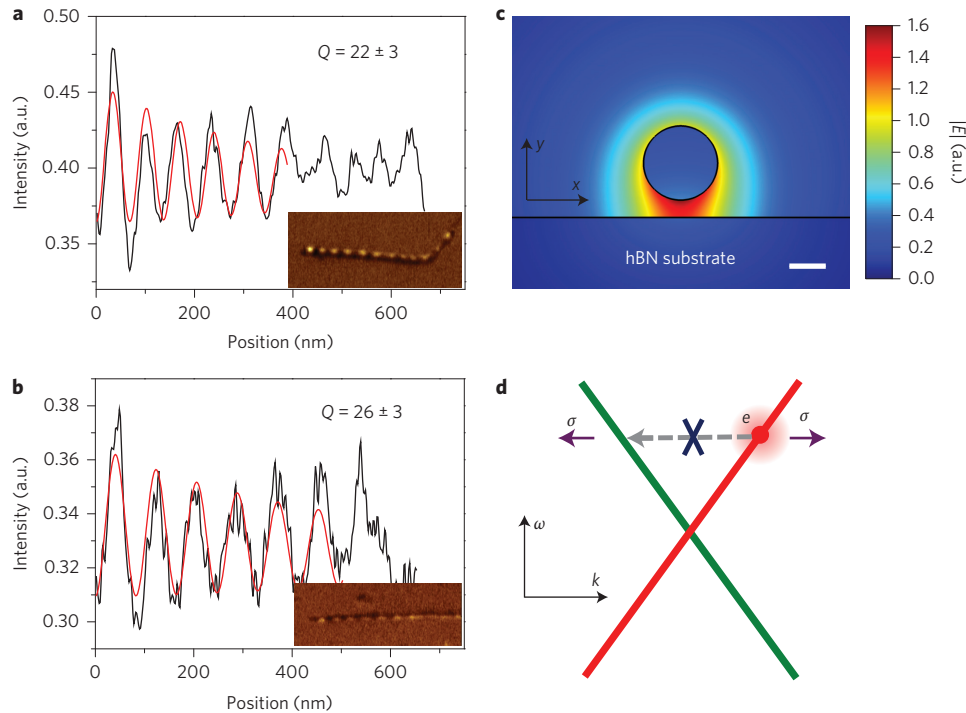 a
0.50
0.45
0.40
0.35
Intensity (a.u.)
Q = 22 ± 3
0
200
400
600
Position (nm)
b
0.38
0.36
0.34
0.32
0.30
Intensity (a.u.)
Q = 26 ± 3
0
200
400
600
Position (nm)
c
y
x
hBN substrate
1.6
1.4
1.2
1.0
0.8
0.6
0.4
0.2
0.0
|E| (a.u.)
d
σ
e
σ
ω
k